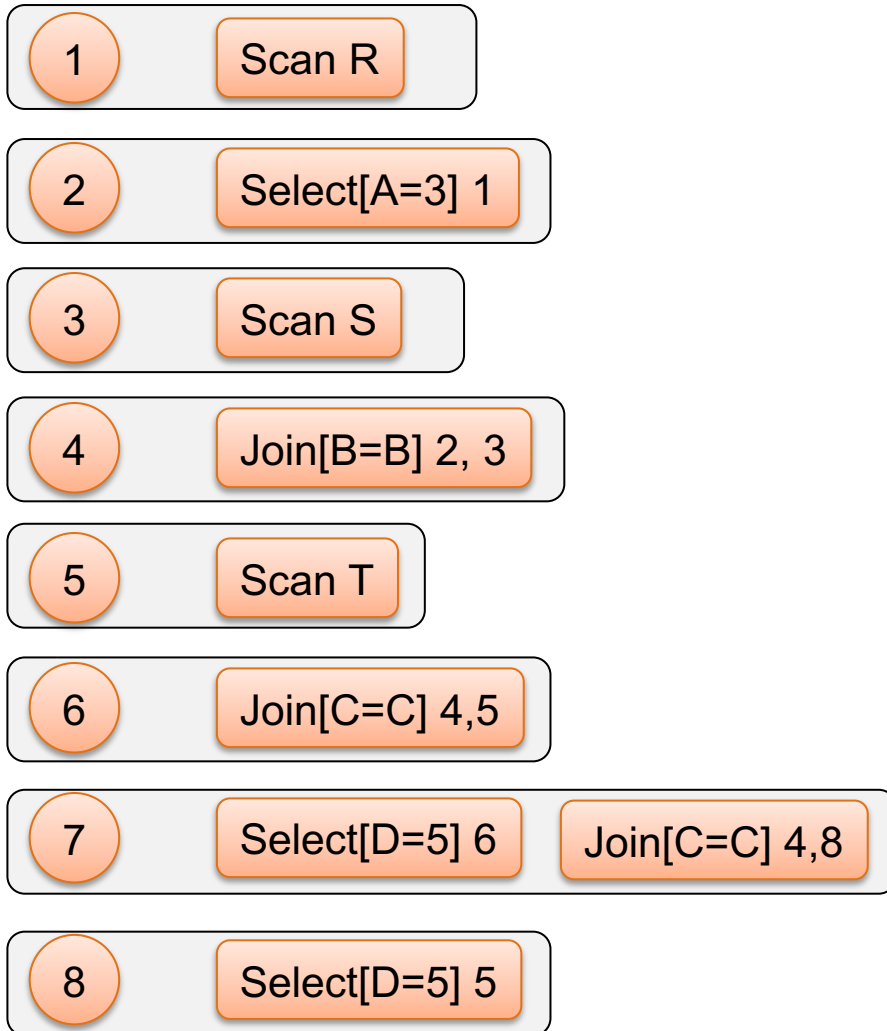 1 Scan R
2 Select[A=3] 1
3 Scan S
4 Join[B=B] 2, 3
5 Scan T
6 Join[C=C] 4,5
7 Select[D=5] 6 Join[C=C] 4,8
8 Select[D=5] 5